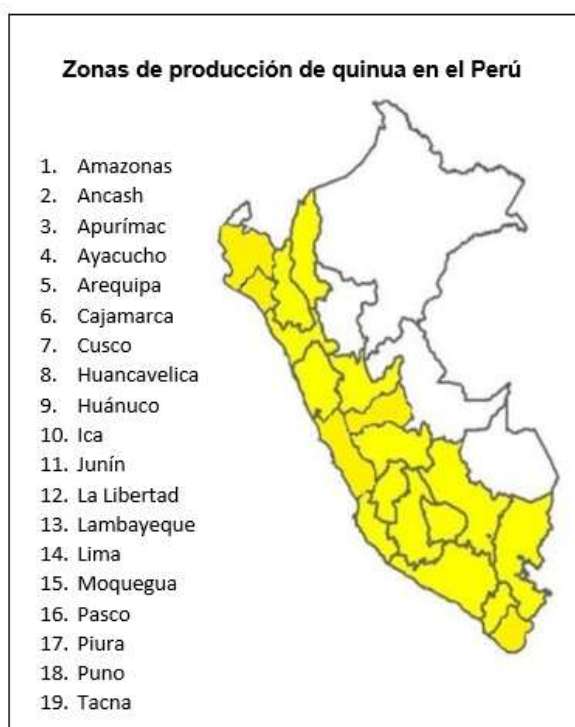 Zonas de producción de quinua en el Perú
1. Amazonas
2. Ancash
3. Apurímac
4. Ayacucho
5. Arequipa
6. Cajamarca
7. Cusco
8. Huancavelica
9. Huánuco
10. Ica
11. Junín
12. La Libertad
13. Lambayeque
14. Lima
15. Moquegua
16. Pasco
17. Piura
18. Puno
19. Tacna